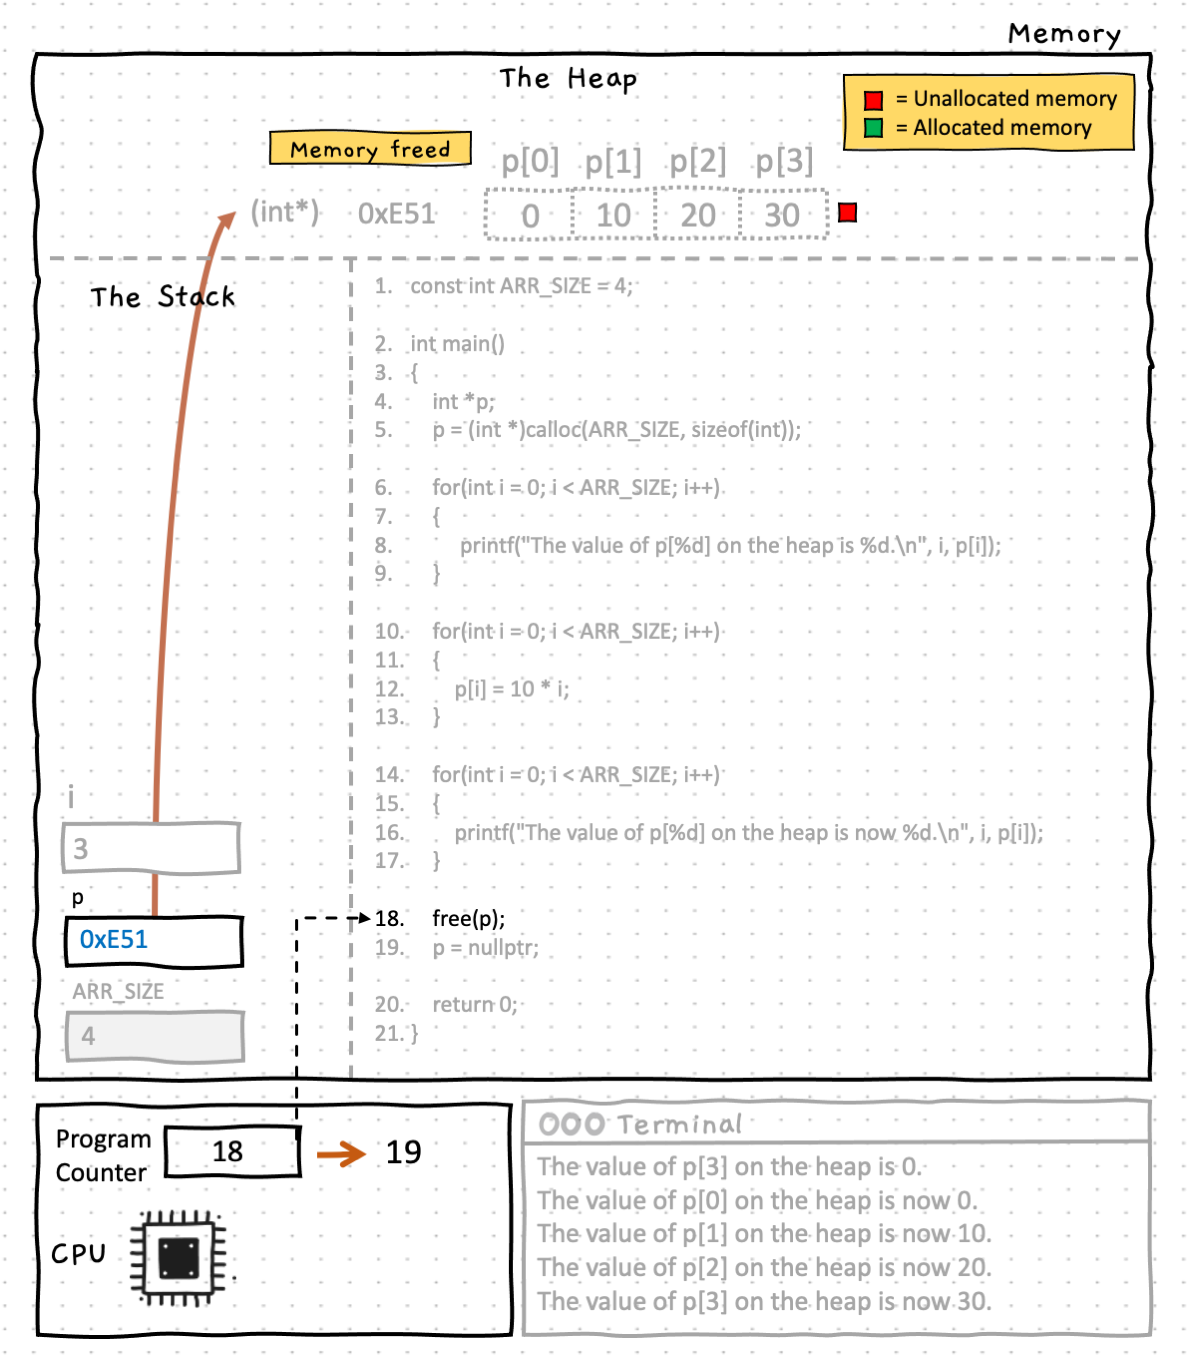 Memory
The Heap
= Unallocated memory
= Allocated memory
Memory freed
p[0] p[1] p[2] p[3]
(int*) 0xE51 0 10 20 30
The Stack
1. const int ARR_SIZE = 4;
2. int main()
3. {
4. int *p;
5. p = (int *)calloc(ARR_SIZE, sizeof(int));
6. for(int i = 0; i < ARR_SIZE; i++)
7. {
8. printf("The value of p[%d] on the heap is %d.\n", i, p[i]);
9. }
10. for(int i = 0; i < ARR_SIZE; i++)
11. {
12. p[i] = 10 * i;
13. }
14. for(int i = 0; i < ARR_SIZE; i++)
15. {
16. printf("The value of p[%d] on the heap is now %d.\n", i, p[i]);
17. }
18. free(p);
19. p = nullptr;
20. return 0;
21. }
i
3
p
0xE51
ARR_SIZE
4
Program
Counter
18 19
CPU
Terminal
The value of p[3] on the heap is 0.
The value of p[0] on the heap is now 0.
The value of p[1] on the heap is now 10.
The value of p[2] on the heap is now 20.
The value of p[3] on the heap is now 30.